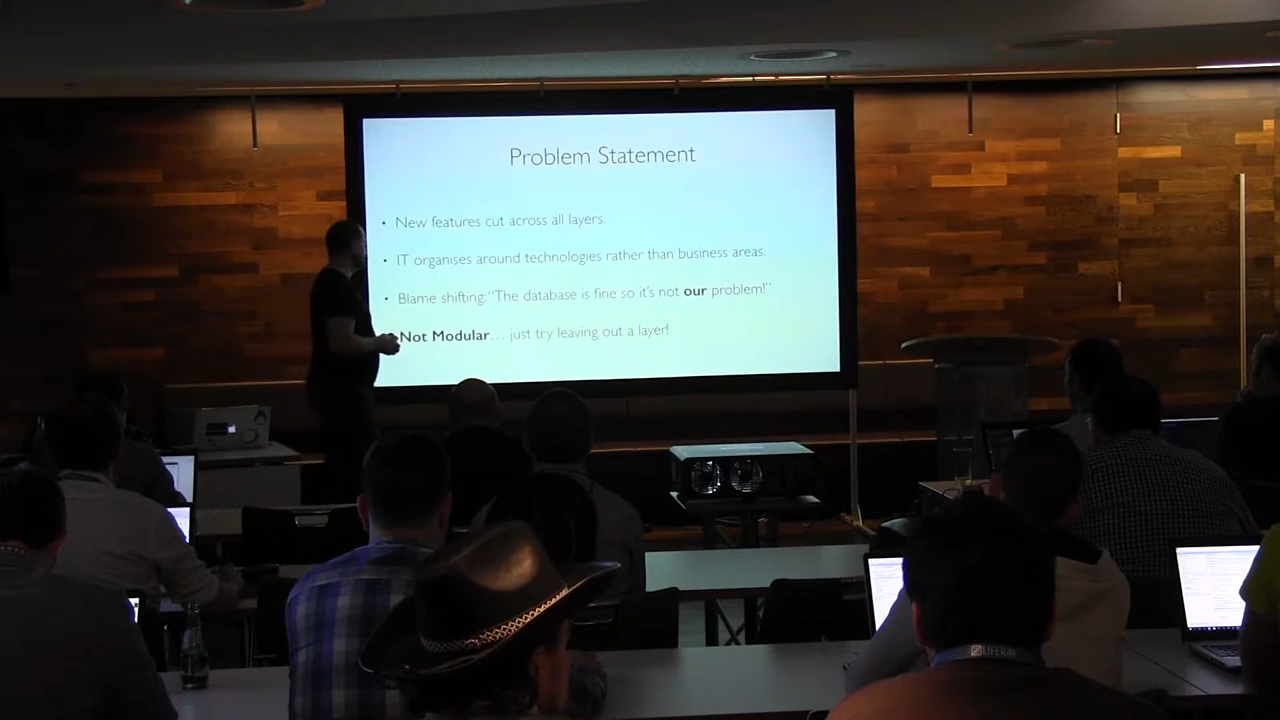 Problem Statement
• New features cut across all layers.
• IT organises around technologies rather than business areas.
• Blame shifting: "The database is fine so it's not our problem!"
• Not Modular… just try leaving out a layer!
LIFERAY